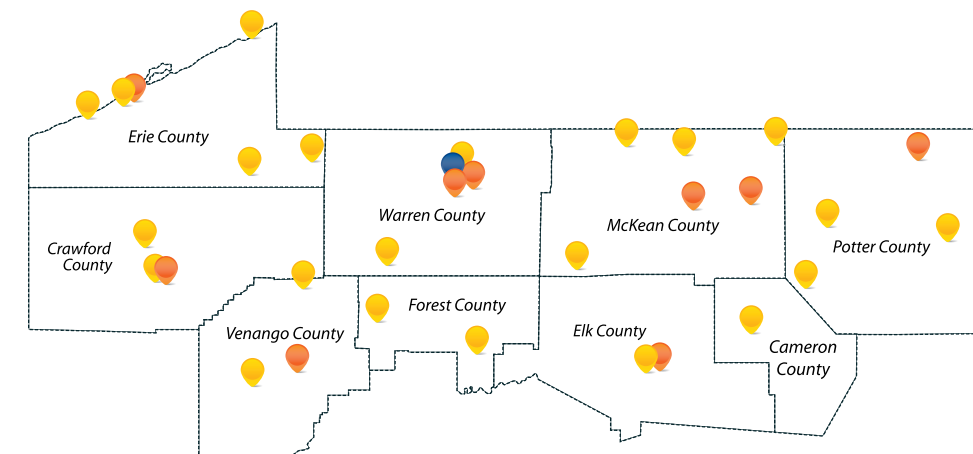 Erie County
Warren County
McKean County
Crawford
County
Potter County
Forest County
Venango County
Elk County
Cameron
County